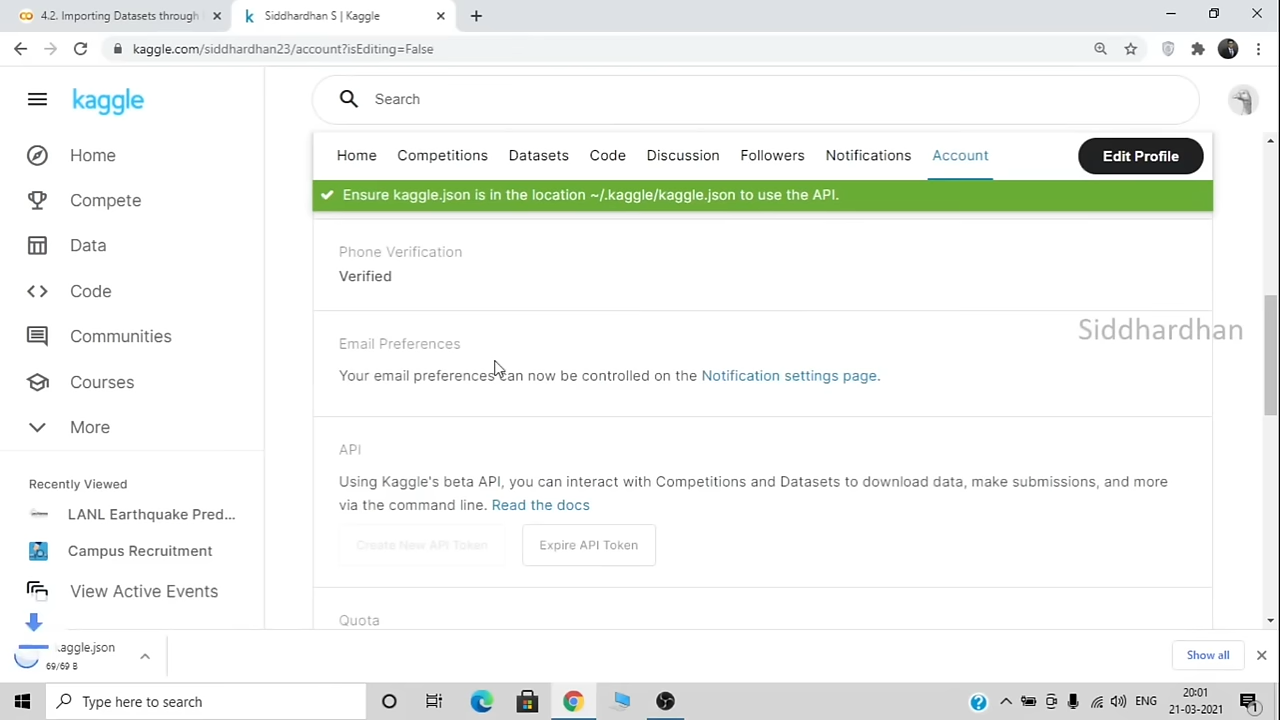 4.2. Importing Datasets through
Siddhardhan S | Kaggle
kaggle.com/siddhardhan23/account?isEditing=False
kaggle
Search
Home
Competitions
Datasets
Code
Discussion
Followers
Notifications
Account
Edit Profile
Ensure kaggle.json is in the location ~/.kaggle/kaggle.json to use the API.
Home
Compete
Data
Code
Communities
Courses
More
Recently Viewed
LANL Earthquake Pred...
Campus Recruitment
View Active Events
Phone Verification
Verified
Siddhardhan
Email Preferences
Your email preferences can now be controlled on the Notification settings page.
API
Using Kaggle's beta API, you can interact with Competitions and Datasets to download data, make submissions, and more
via the command line. Read the docs
Create New API Token
Expire API Token
Quota
kaggle.json
69/69 B
Show all
Type here to search
ENG
20:01
21-03-2021
1